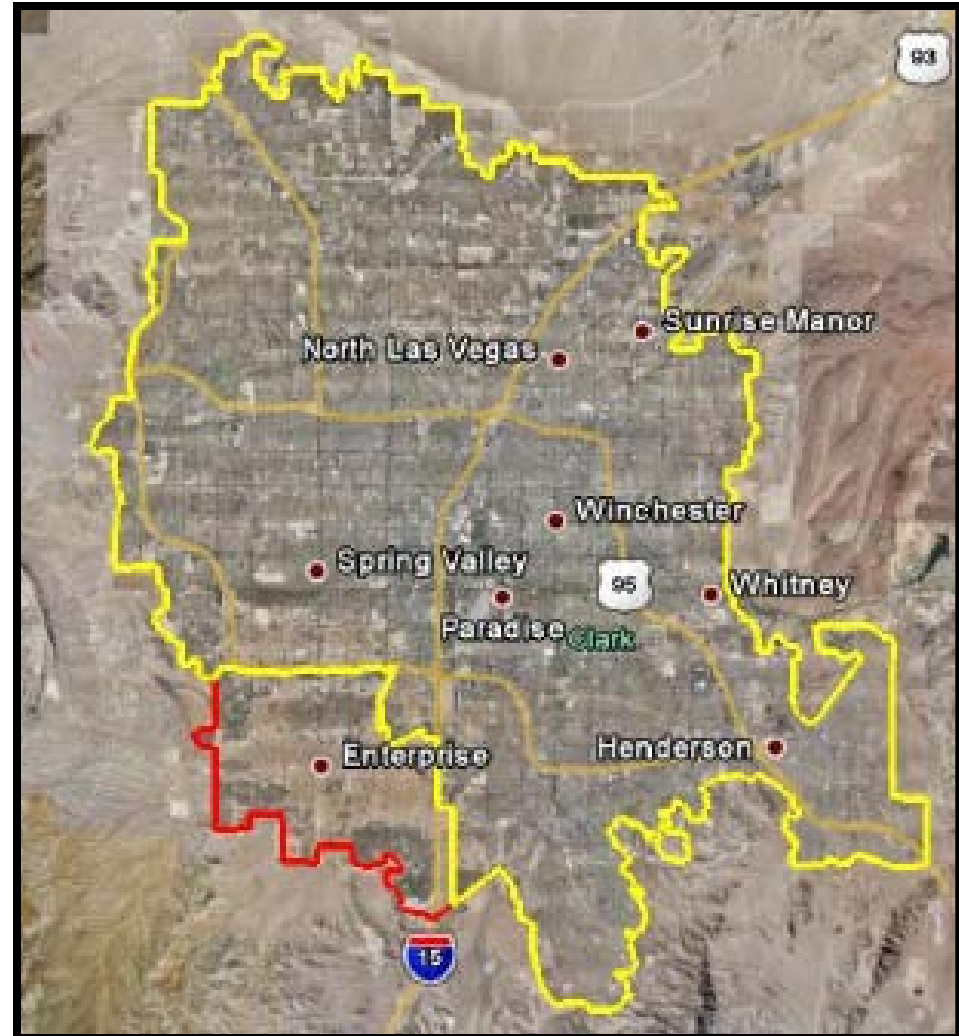 93
Sunrise Manor
North Las Vegas
Winchester
Spring Valley
95
Whitney
Paradise
Clark
Enterprise
Henderson
15